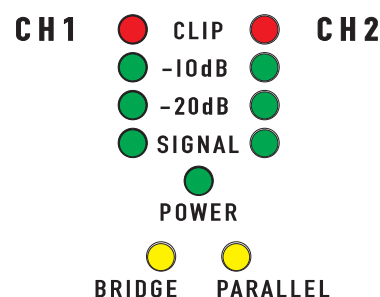 CH1 CLIP CH2
-10dB
-20dB
SIGNAL
POWER
BRIDGE PARALLEL